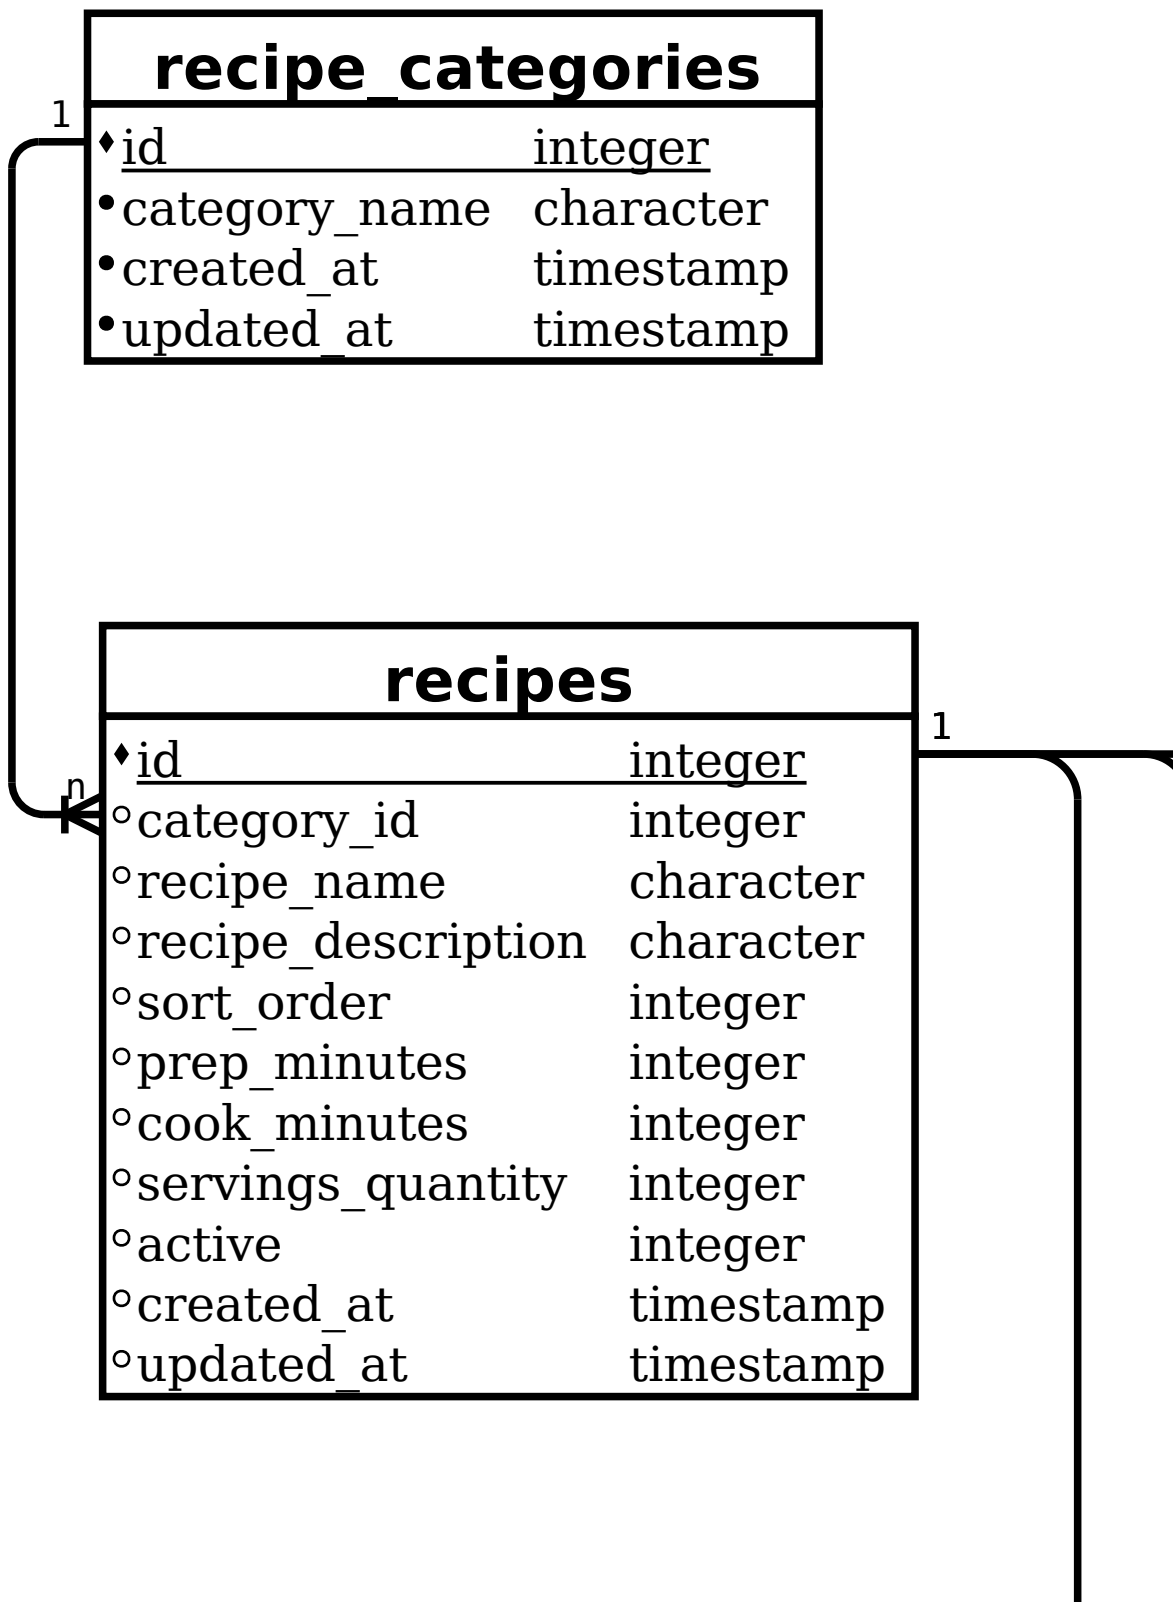 recipe_categories
1
id integer
category_name character
created_at timestamp
updated_at timestamp
recipes
1
id integer
n
category_id integer
recipe_name character
recipe_description character
sort_order integer
prep_minutes integer
cook_minutes integer
servings_quantity integer
active integer
created_at timestamp
updated_at timestamp